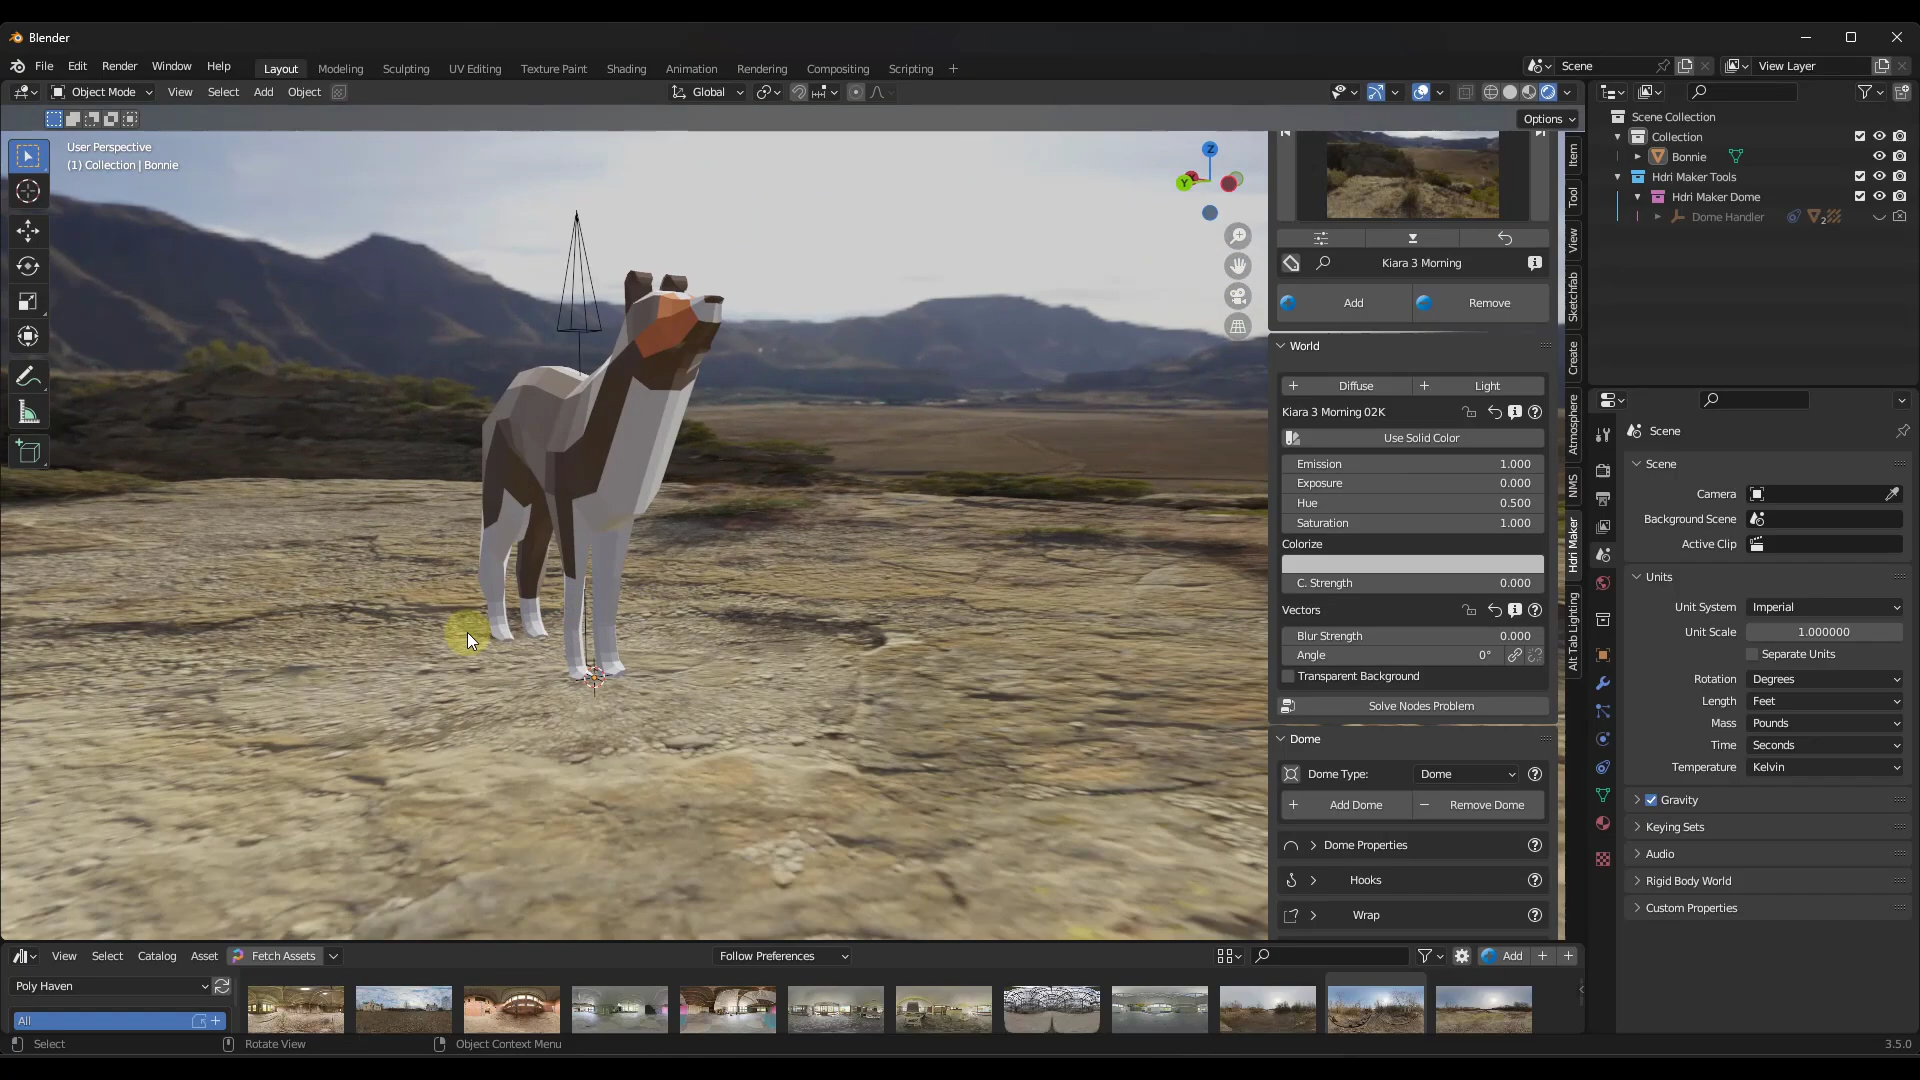 Blender
File Edit Render Window Help Layout Modeling Sculpting UV Editing Texture Paint Shading Animation Rendering Compositing Scripting + Scene View Layer
Object Mode View Select Add Object Global
Options
User Perspective
(1) Collection | Bonnie
Z
Y
Kiara 3 Morning
Add Remove
World
Diffuse Light
Kiara 3 Morning 02K
Use Solid Color
Emission 1.000
Exposure 0.000
Hue 0.500
Saturation 1.000
Colorize
C. Strength 0.000
Vectors
Blur Strength 0.000
Angle 0°
Transparent Background
Solve Nodes Problem
Dome
Dome Type: Dome
Add Dome Remove Dome
Dome Properties
Hooks
Wrap
Item
Tool
View
Sketchfab
Create
Atmosphere
NMS
Hdri Maker
Alt Tab Lighting
Scene Collection
Collection
Bonnie
Hdri Maker Tools
Hdri Maker Dome
Dome Handler 2
Scene
Scene
Camera
Background Scene
Active Clip
Units
Unit System Imperial
Unit Scale 1.000000
Separate Units
Rotation Degrees
Length Feet
Mass Pounds
Time Seconds
Temperature Kelvin
Gravity
Keying Sets
Audio
Rigid Body World
Custom Properties
View Select Catalog Asset Fetch Assets Follow Preferences Add
Poly Haven
All
Select Rotate View Object Context Menu 3.5.0